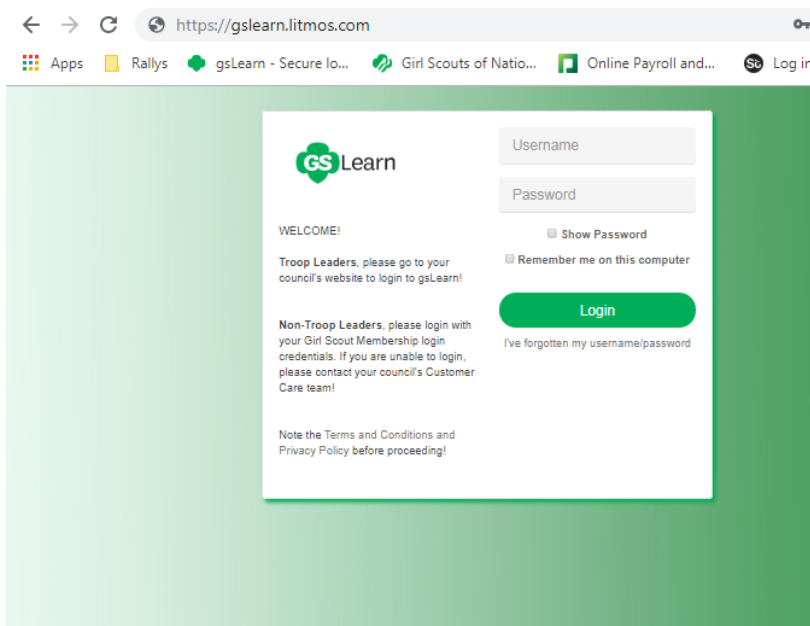 https://gslearn.litmos.com
Apps Rallys gsLearn - Secure lo... Girl Scouts of Natio... Online Payroll and... Log in
GS Learn
WELCOME!
Troop Leaders, please go to your
council's website to login to gsLearn!
Non-Troop Leaders, please login with
your Girl Scout Membership login
credentials. If you are unable to login,
please contact your council's Customer
Care team!
Note the Terms and Conditions and
Privacy Policy before proceeding!
Username
Password
Show Password
Remember me on this computer
Login
I've forgotten my username/password